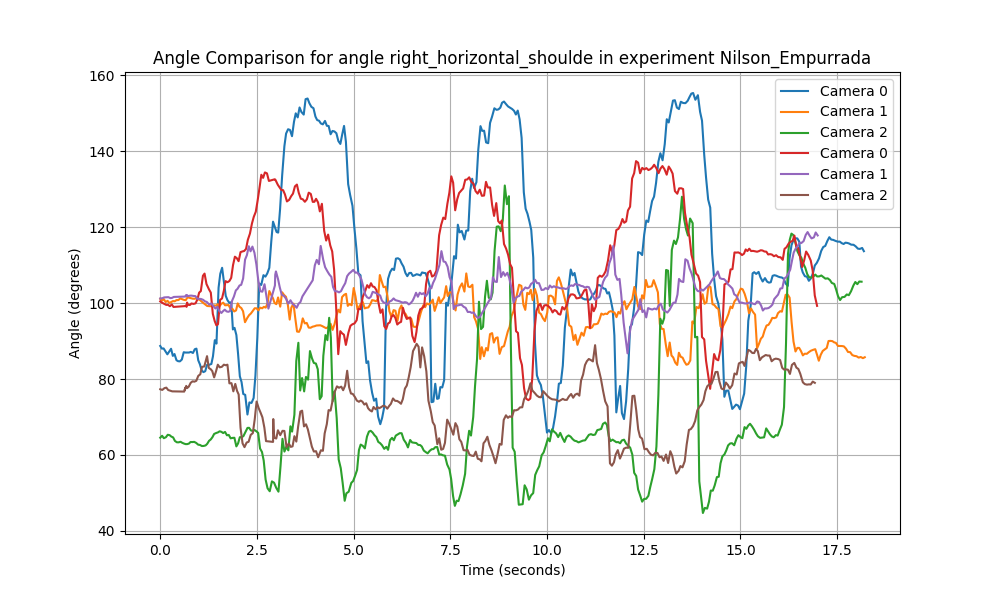 Angle Comparison for angle right_horizontal_shoulde in experiment Nilson_Empurrada
160
140
120
100
80
60
40
Angle (degrees)
0.0
2.5
5.0
7.5
10.0
12.5
15.0
17.5
Time (seconds)
Camera 0
Camera 1
Camera 2
Camera 0
Camera 1
Camera 2